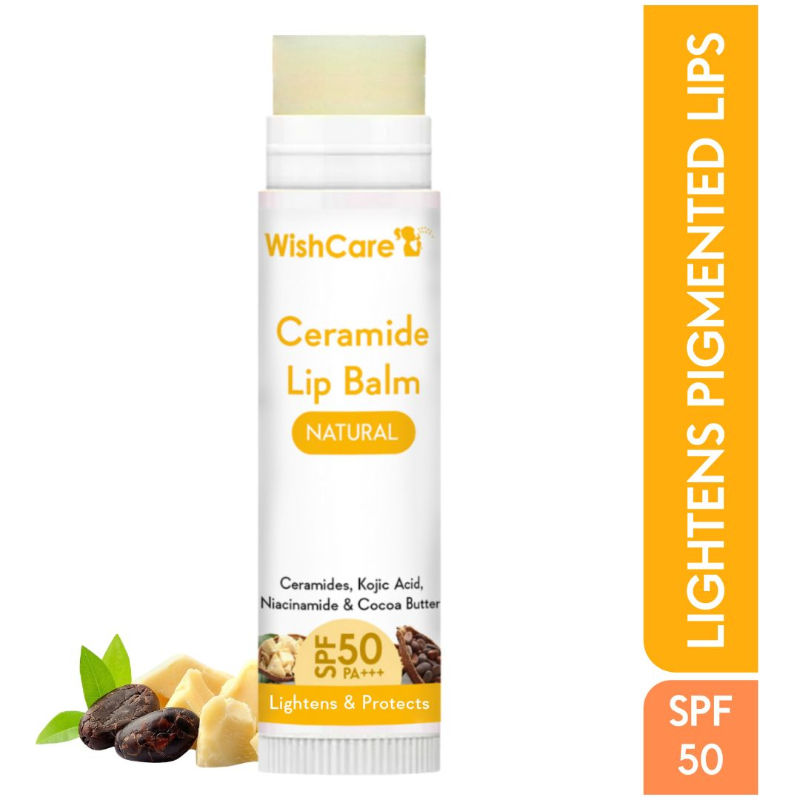 WishCare
Ceramide
Lip Balm
NATURAL
Ceramides, Kojic Acid,
Niacinamide & Cocoa Butter
SPF 50
PA+++
Lightens & Protects
LIGHTENS PIGMENTED LIPS
SPF
50